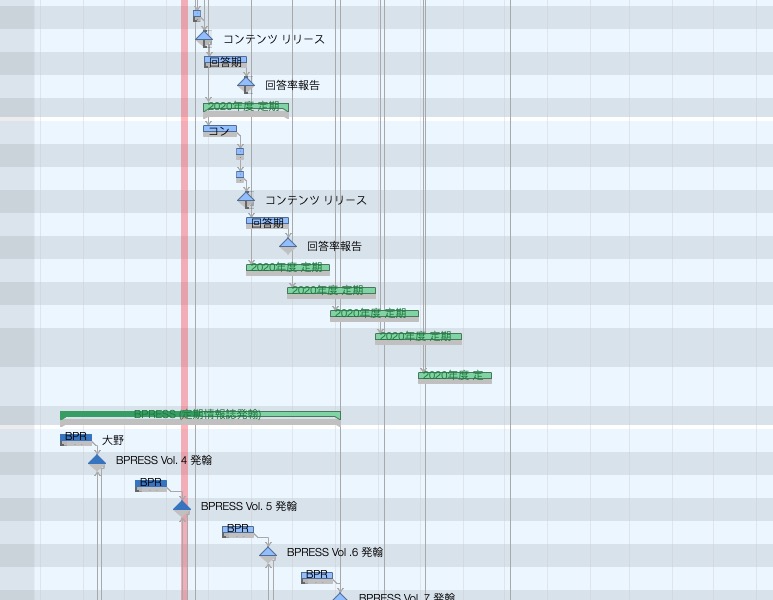 コンテンツ リリース
回答期
回答率報告
2020年度 定期
コン
コンテンツ リリース
回答期
回答率報告
2020年度 定期
2020年度 定期
2020年度 定期
2020年度 定期
2020年度 定
BPRESS (定期情報誌発翰)
BPR 大野
BPRESS Vol. 4 発翰
BPR
BPRESS Vol. 5 発翰
BPR
BPRESS Vol .6 発翰
BPR
BPRESS Vol. 7 発翰